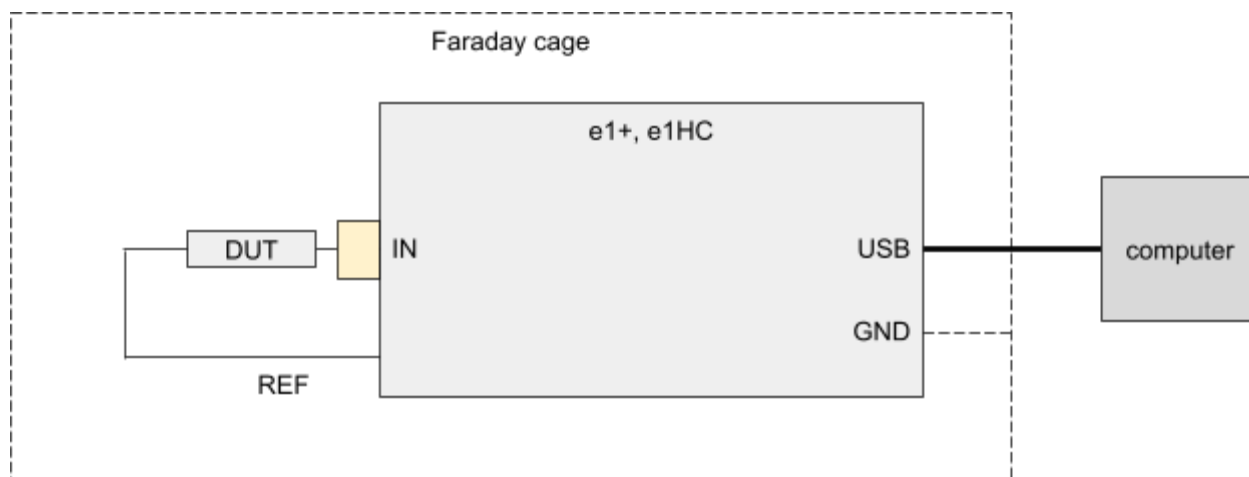 Faraday cage
e1+, e1HC
DUT
IN
USB
computer
GND
REF